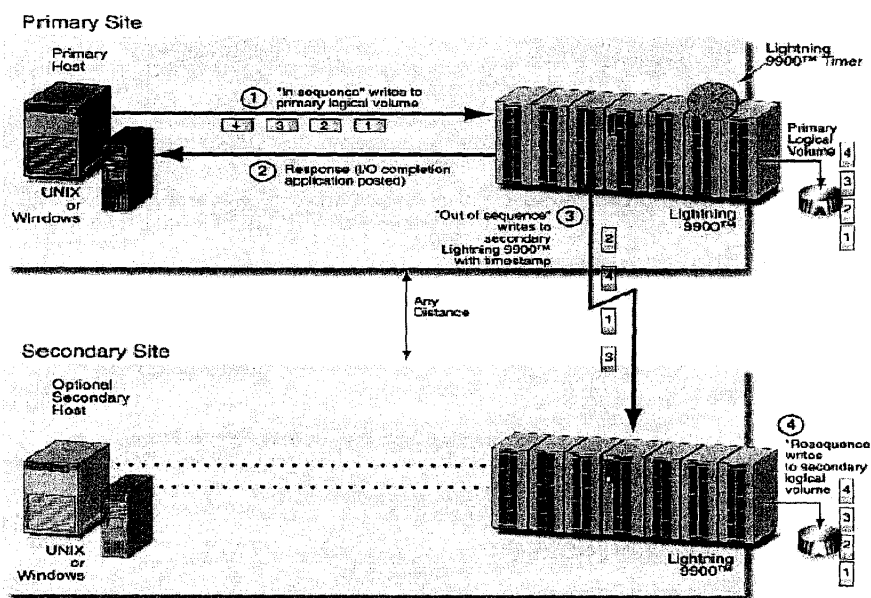 Primary Site
Primary
Host
UNIX
or
Windows
1 "In sequence" writes to
primary logical volume
4 3 2 1
2 Response (I/O completion
application posted)
Lightning
9900™ Timer
Lightning
9900™
Primary
Logical
Volume
4
3
2
1
A
"Out of sequence" 3
writes to
secondary
Lightning 9900™
with timestamp
2
4
1
3
Any
Distance
Secondary Site
Optional
Secondary
Host
UNIX
or
Windows
Lightning
9900™
4
"Resequence
writes
to secondary
logical
volume
4
3
2
1
A